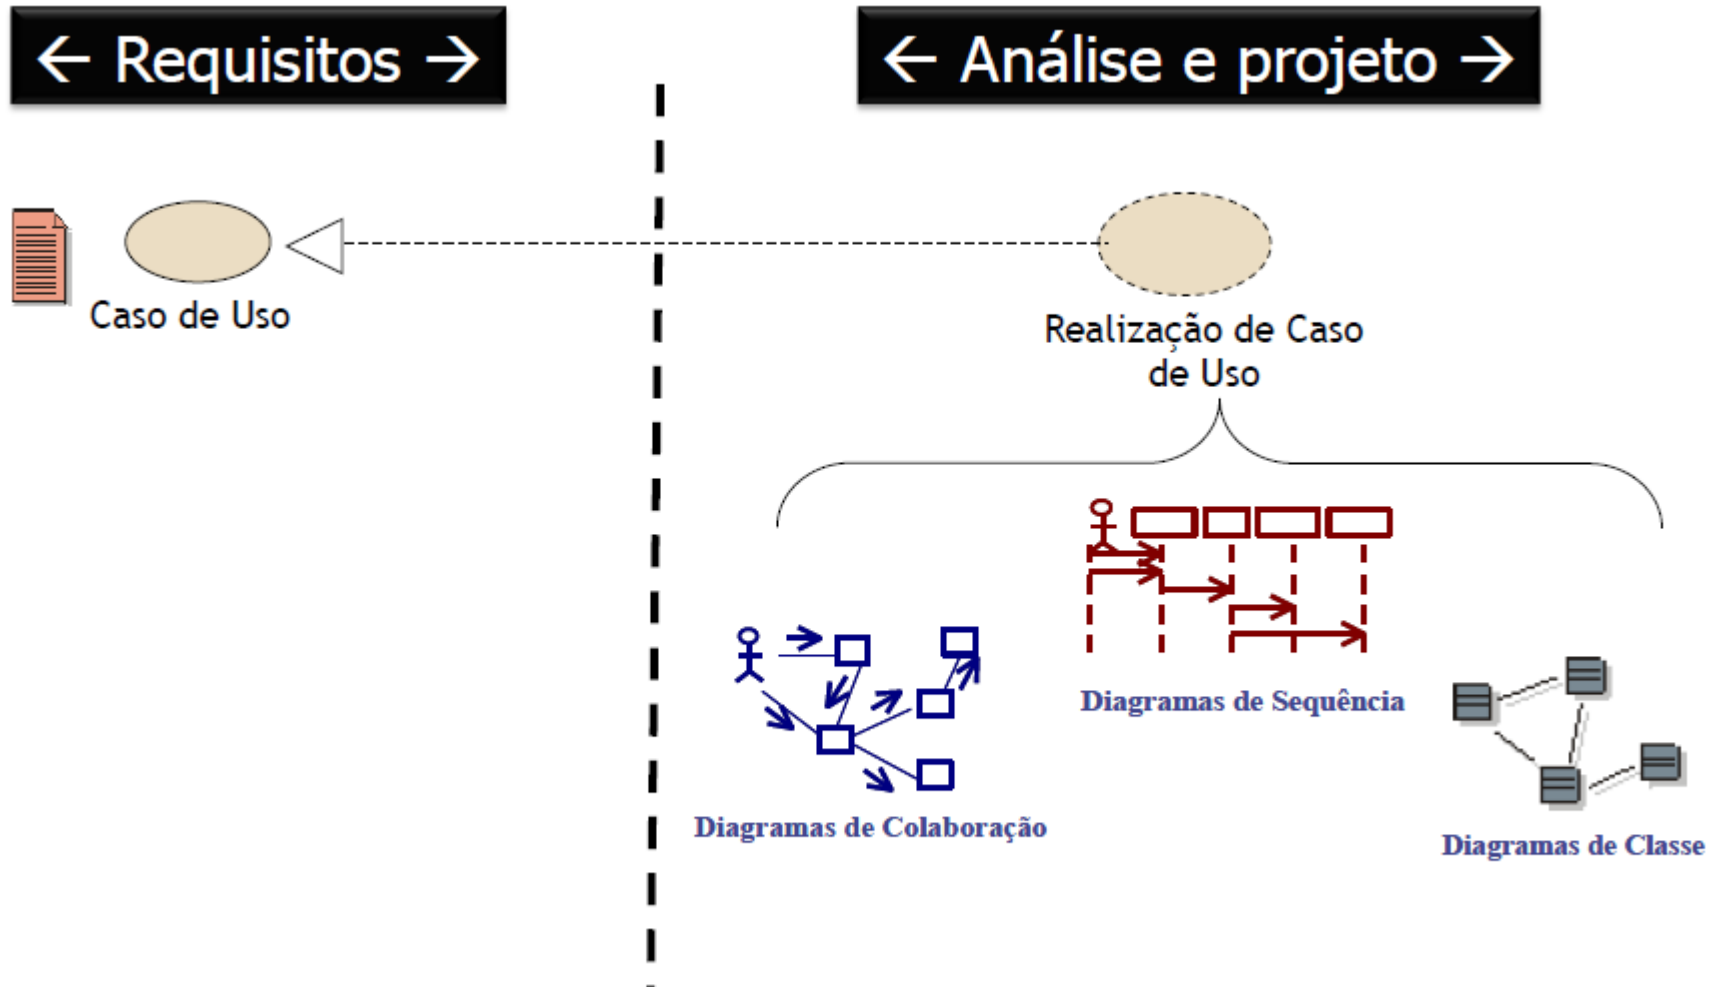 ← Requisitos →
← Análise e projeto →
Caso de Uso
Realização de Caso
de Uso
Diagramas de Sequência
Diagramas de Colaboração
Diagramas de Classe